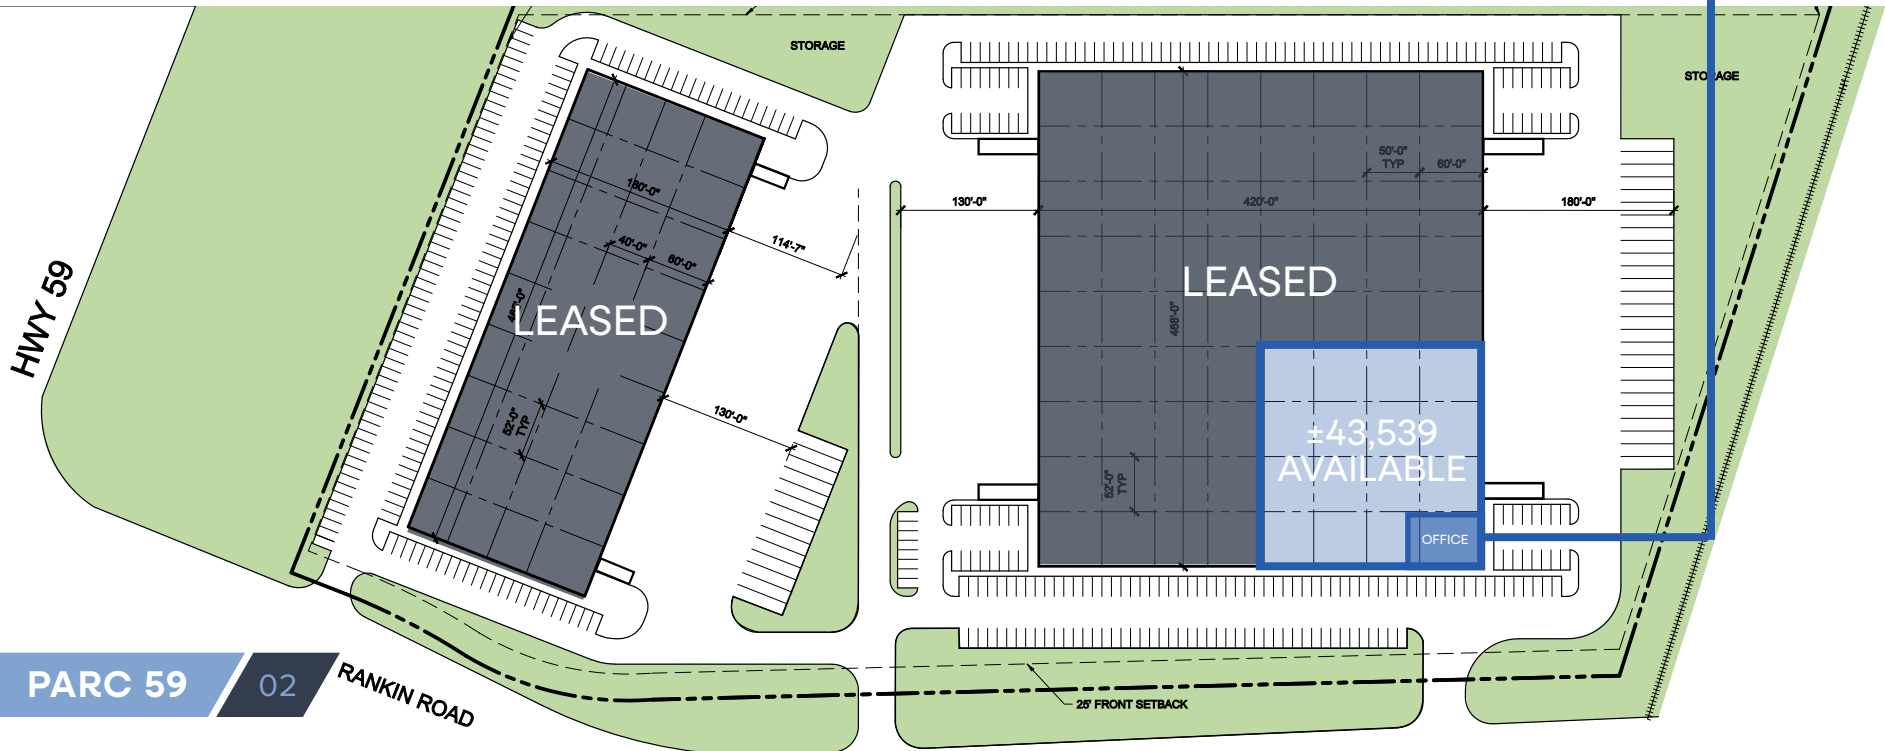 STORAGE
STORAGE
180'-0"
40'-0"
60'-0"
114'-7"
LEASED
52'-0"
TYP
130'-0"
130'-0"
420'-0"
50'-0"
TYP
60'-0"
180'-0"
LEASED
468'-0"
52'-0"
TYP
±43,539
AVAILABLE
OFFICE
HWY 59
RANKIN ROAD
25' FRONT SETBACK
PARC 59
02